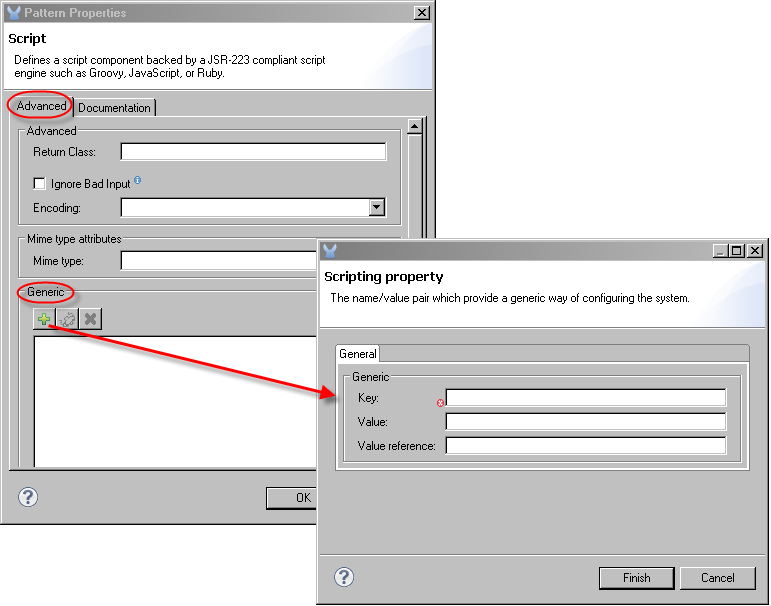 Pattern Properties
Script
Defines a script component backed by a JSR-223 compliant script
engine such as Groovy, JavaScript, or Ruby.
Advanced
Documentation
Advanced
Return Class:
Ignore Bad Input
Encoding:
Mime type attributes
Mime type:
Generic
OK
Scripting property
The name/value pair which provide a generic way of configuring the system.
General
Generic
Key:
Value:
Value reference:
Finish
Cancel